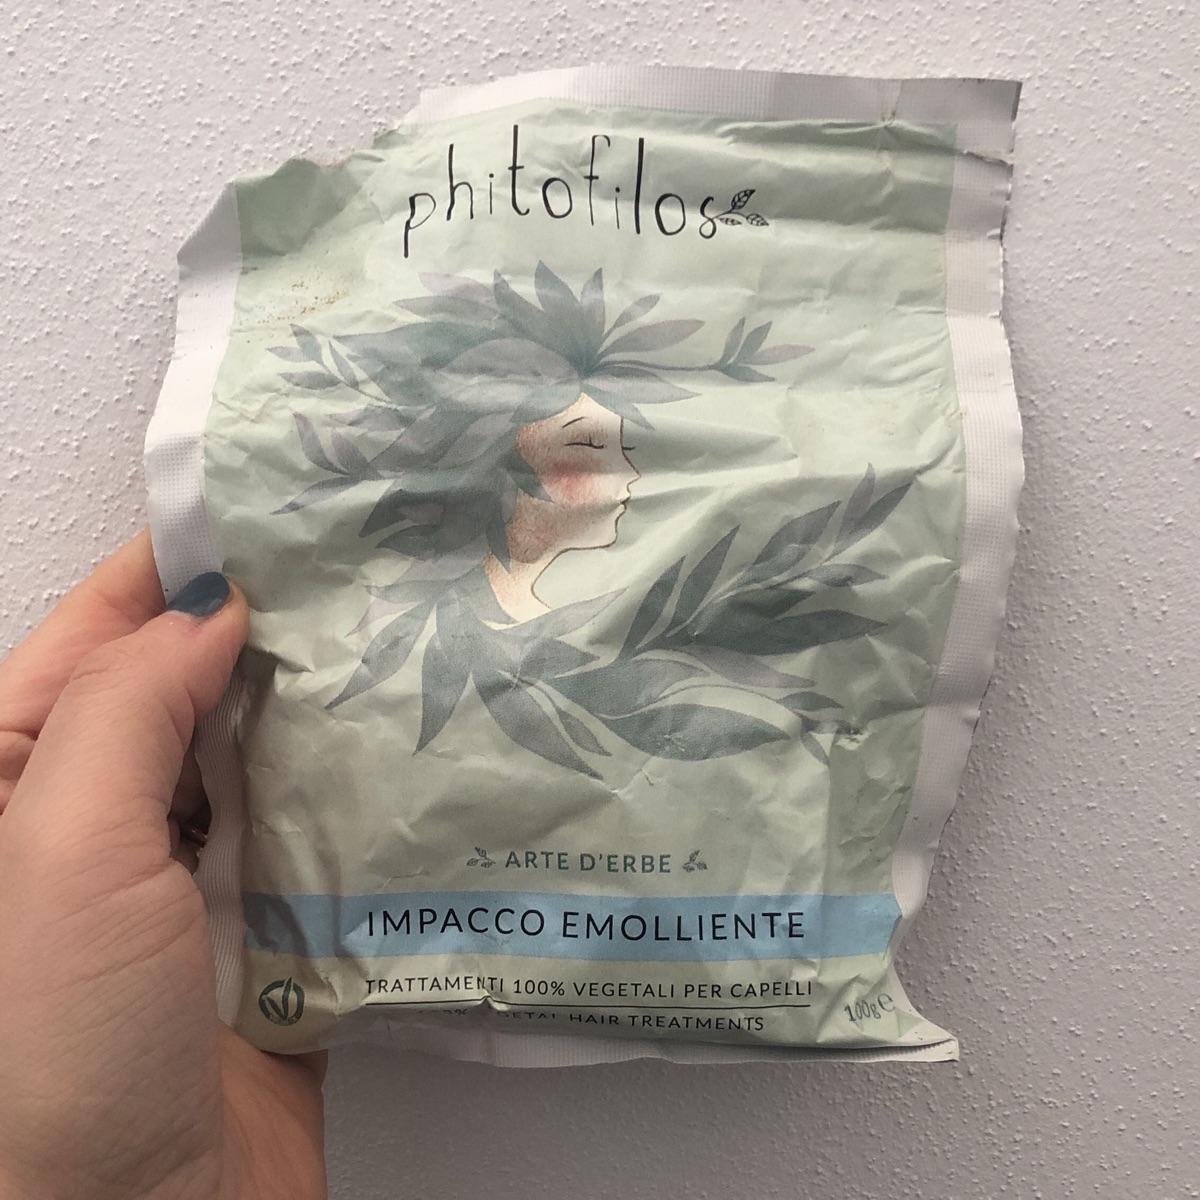 phitofilos
ARTE D'ERBE
IMPACCO EMOLLIENTE
TRATTAMENTI 100% VEGETALI PER CAPELLI
HAIR TREATMENTS
100g e